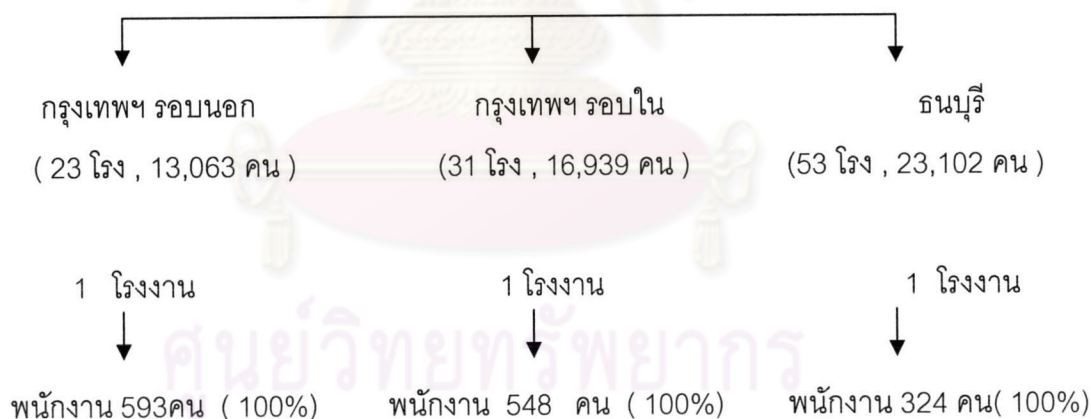 กรุงเทพฯ รอบนอก กรุงเทพฯ รอบใน ธนบุรี
( 23 โรง , 13,063 คน ) (31 โรง , 16,939 คน ) (53 โรง , 23,102 คน )
1 โรงงาน 1 โรงงาน 1 โรงงาน
ศูนย์วิทยทรัพยากร
พนักงาน 593คน ( 100%) พนักงาน 548 คน ( 100%) พนักงาน 324 คน( 100%)